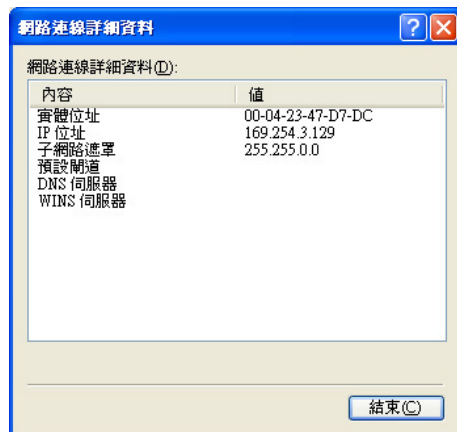 網路連線詳細資料
網路連線詳細資料(D):
內容 值
實體位址 00-04-23-47-D7-DC
IP 位址 169.254.3.129
子網路遮罩 255.255.0.0
預設閘道
DNS 伺服器
WINS 伺服器
結束(C)